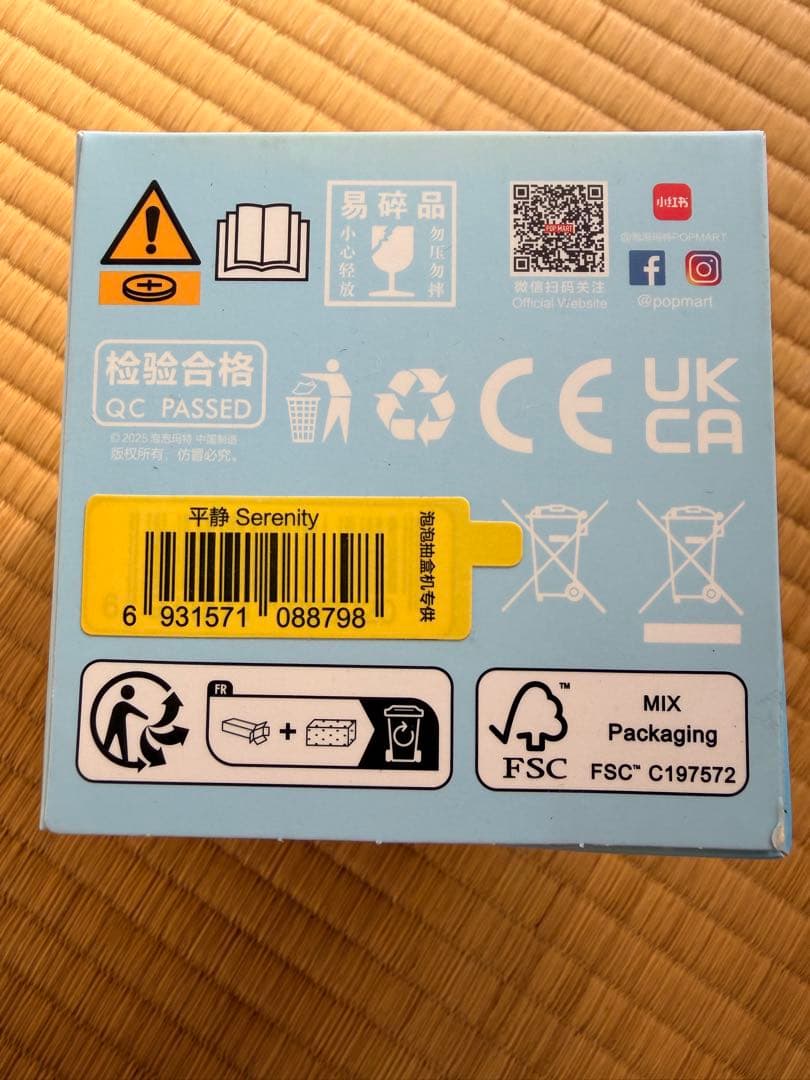 易碎品
小心轻放
勿压勿摔
POP MART
微信扫码关注
Official Website
小红书
@泡泡玛特POPMART
@popmart
检验合格
QC PASSED
©2025 泡泡玛特 中国制造
版权所有，仿冒必究。
CE
UK
CA
平静 Serenity
泡泡抽盒机专供
6 931571 088798
FR
FSC
MIX
Packaging
FSC™ C197572